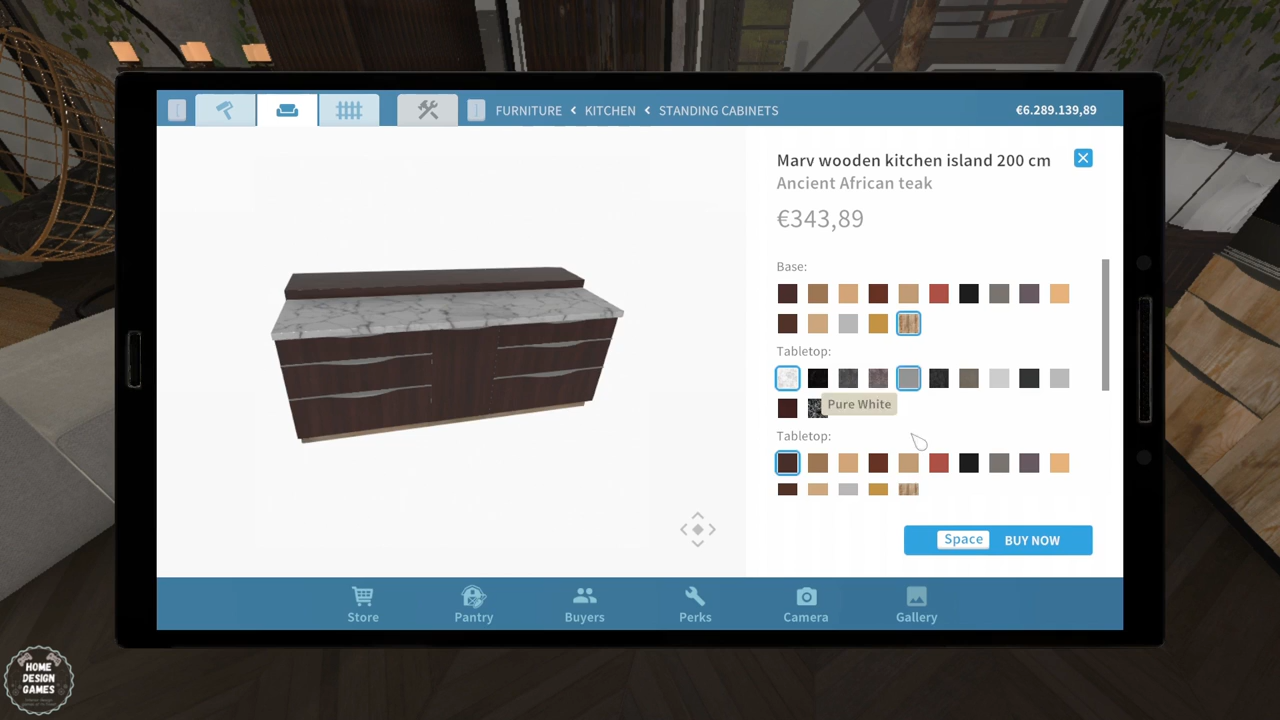 FURNITURE < KITCHEN < STANDING CABINETS
€6.289.139,89
Marv wooden kitchen island 200 cm
Ancient African teak
€343,89
Base:
Tabletop:
Pure White
Tabletop:
Space BUY NOW
Store
Pantry
Buyers
Perks
Camera
Gallery
HOME
DESIGN
GAMES